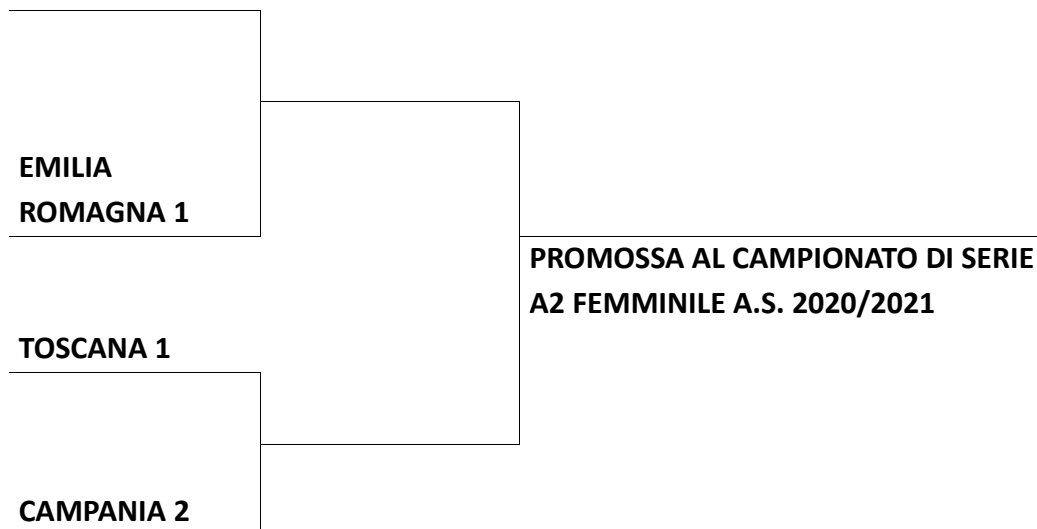 EMILIA
ROMAGNA 1
PROMOSSA AL CAMPIONATO DI SERIE
A2 FEMMINILE A.S. 2020/2021
TOSCANA 1
CAMPANIA 2